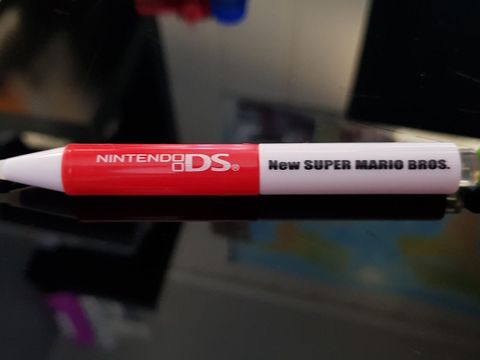 NINTENDO DS®
New SUPER MARIO BROS.